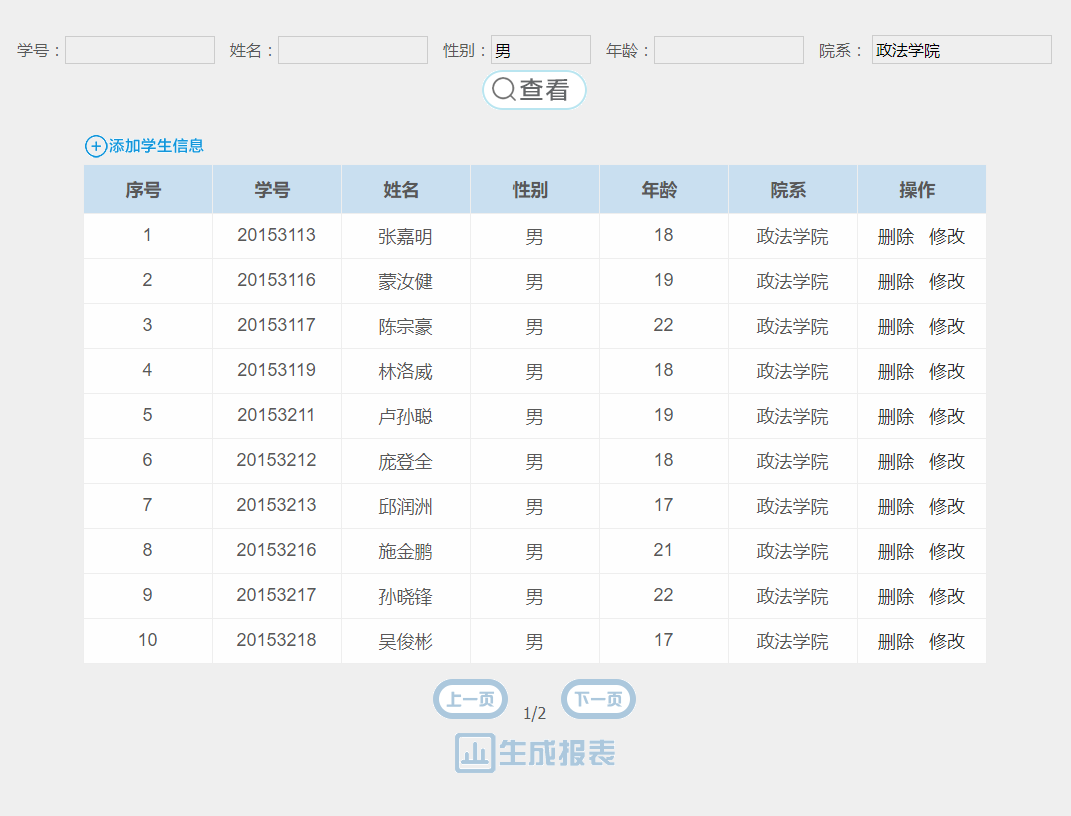 学号： 姓名： 性别：男 年龄： 院系：政法学院
查看
添加学生信息
序号 学号 姓名 性别 年龄 院系 操作
1 20153113 张嘉明 男 18 政法学院 删除 修改
2 20153116 蒙汝健 男 19 政法学院 删除 修改
3 20153117 陈宗豪 男 22 政法学院 删除 修改
4 20153119 林洛威 男 18 政法学院 删除 修改
5 20153211 卢孙聪 男 19 政法学院 删除 修改
6 20153212 庞登全 男 18 政法学院 删除 修改
7 20153213 邱润洲 男 17 政法学院 删除 修改
8 20153216 施金鹏 男 21 政法学院 删除 修改
9 20153217 孙晓锋 男 22 政法学院 删除 修改
10 20153218 吴俊彬 男 17 政法学院 删除 修改
上一页 1/2 下一页
生成报表